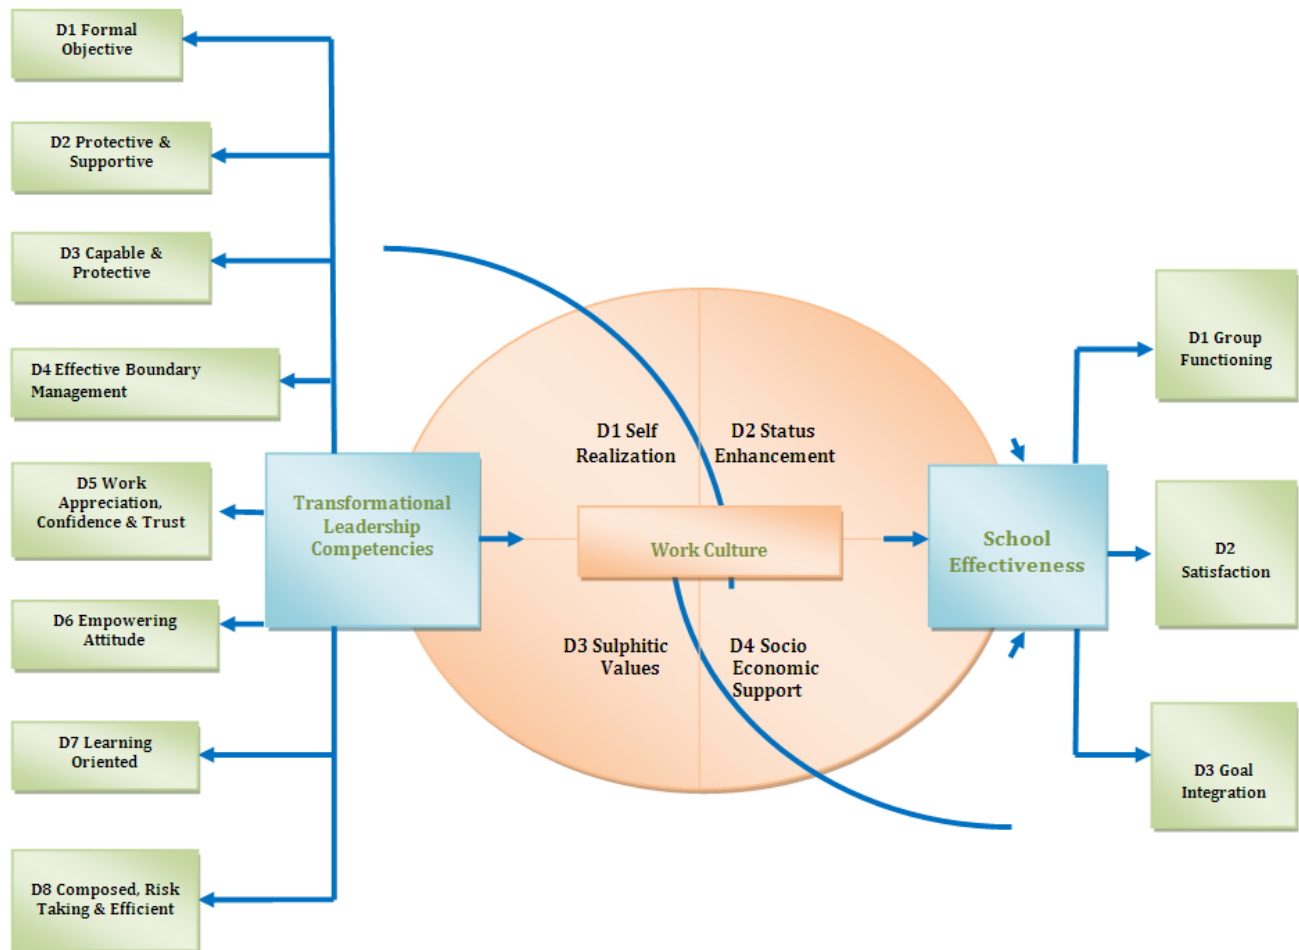 D1 Formal
Objective
D2 Protective &
Supportive
D3 Capable &
Protective
D4 Effective Boundary
Management
D5 Work
Appreciation,
Confidence & Trust
D6 Empowering
Attitude
D7 Learning
Oriented
D8 Composed, Risk
Taking & Efficient
Transformational
Leadership
Competencies
D1 Self
Realization
D2 Status
Enhancement
Work Culture
D3 Sulphitic
Values
D4 Socio
Economic
Support
School
Effectiveness
D1 Group
Functioning
D2
Satisfaction
D3 Goal
Integration